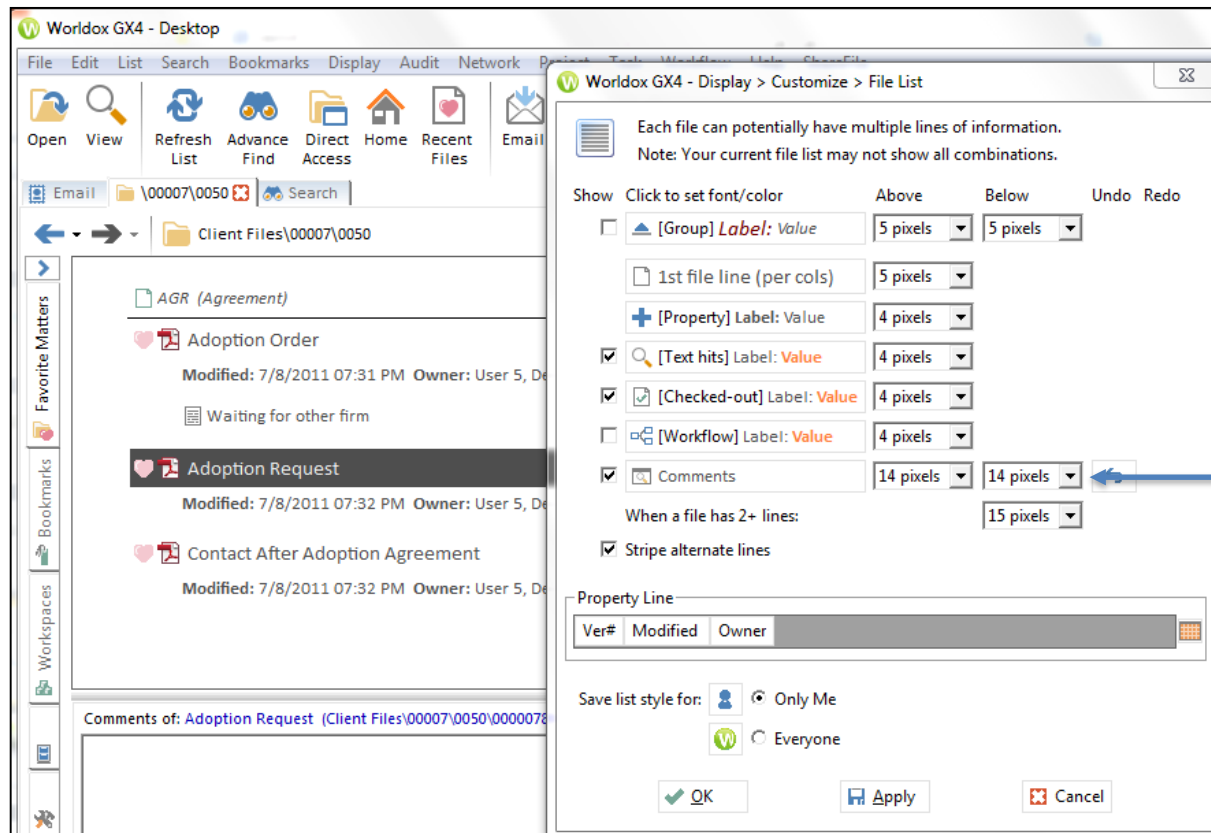 Worldox GX4 - Desktop
File Edit List Search Bookmarks Display Audit Network Project Task Workflow Help ShareFile
Open View Refresh List Advance Find Direct Access Home Recent Files Email
Email \00007\0050 Search
Client Files\00007\0050
Favorite Matters
Bookmarks
Workspaces
AGR (Agreement)
Adoption Order
Modified: 7/8/2011 07:31 PM Owner: User 5, De
Waiting for other firm
Adoption Request
Modified: 7/8/2011 07:32 PM Owner: User 5, De
Contact After Adoption Agreement
Modified: 7/8/2011 07:32 PM Owner: User 5, De
Comments of: Adoption Request (Client Files\00007\0050\0000078
Worldox GX4 - Display > Customize > File List
Each file can potentially have multiple lines of information.
Note: Your current file list may not show all combinations.
Show Click to set font/color Above Below Undo Redo
[Group] Label: Value 5 pixels 5 pixels
1st file line (per cols) 5 pixels
[Property] Label: Value 4 pixels
[Text hits] Label: Value 4 pixels
[Checked-out] Label: Value 4 pixels
[Workflow] Label: Value 4 pixels
Comments 14 pixels 14 pixels
When a file has 2+ lines: 15 pixels
Stripe alternate lines
Property Line
Ver# Modified Owner
Save list style for: Only Me
Everyone
OK Apply Cancel